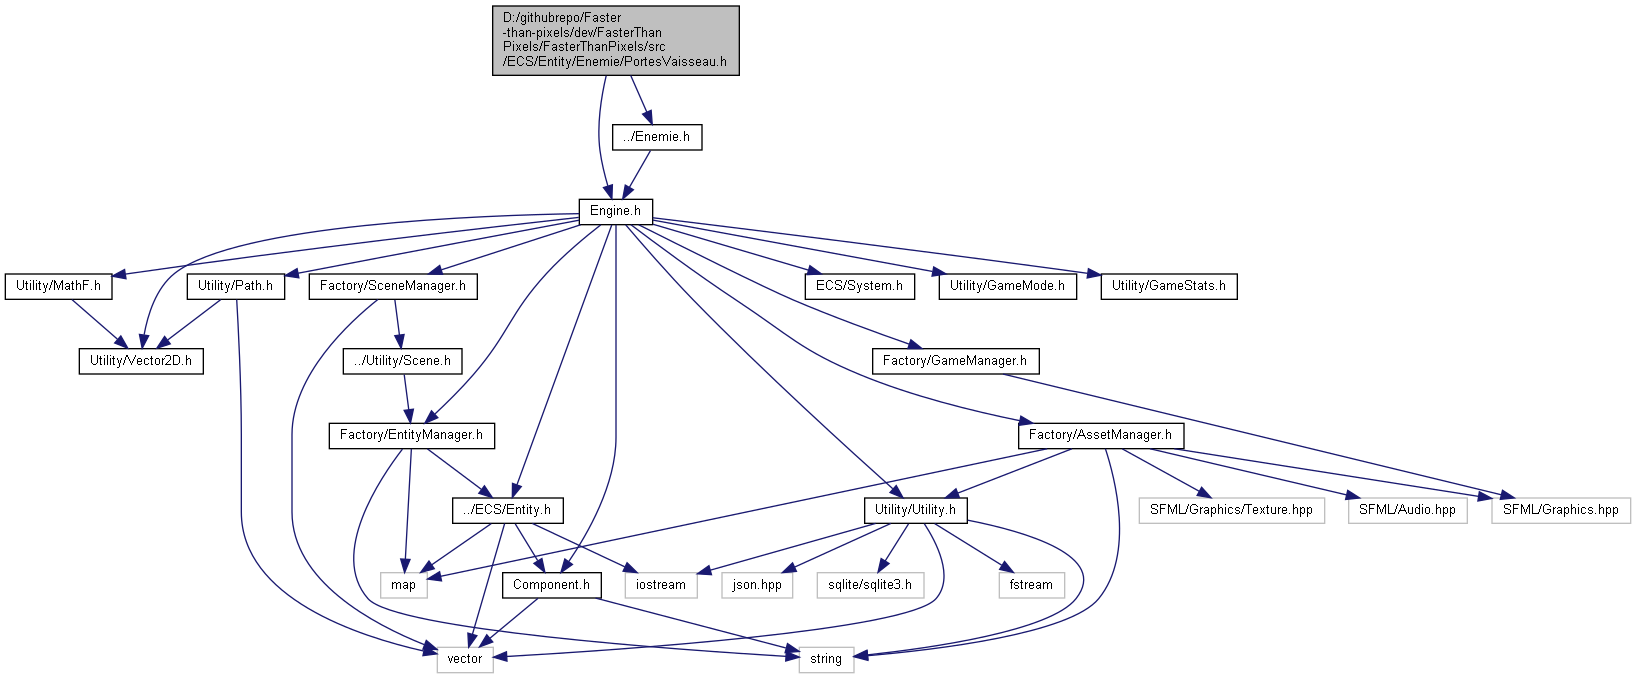 D:/githubrepo/Faster
-than-pixels/dev/FasterThan
Pixels/FasterThanPixels/src
/ECS/Entity/Enemie/PortesVaisseau.h
../Enemie.h
Engine.h
Utility/MathF.h
Utility/Path.h
Factory/SceneManager.h
ECS/System.h
Utility/GameMode.h
Utility/GameStats.h
Utility/Vector2D.h
../Utility/Scene.h
Factory/GameManager.h
Factory/EntityManager.h
Factory/AssetManager.h
../ECS/Entity.h
Utility/Utility.h
SFML/Graphics/Texture.hpp
SFML/Audio.hpp
SFML/Graphics.hpp
map
Component.h
iostream
json.hpp
sqlite/sqlite3.h
fstream
vector
string